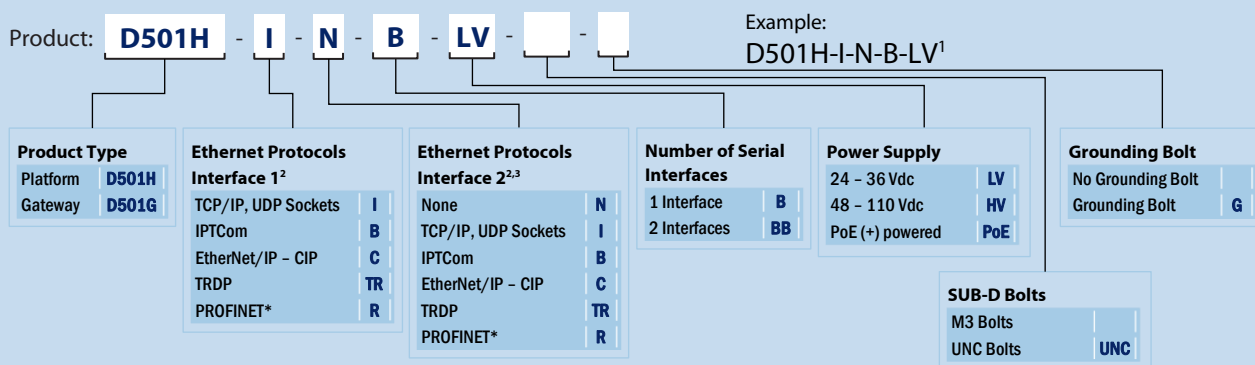 Product: D501H - I - N - B - LV - -
Example:
D501H-I-N-B-LV¹
Product Type
Platform D501H
Gateway D501G
Ethernet Protocols
Interface 1²
TCP/IP, UDP Sockets I
IPTCom B
EtherNet/IP – CIP C
TRDP TR
PROFINET* R
Ethernet Protocols
Interface 2²,³
None N
TCP/IP, UDP Sockets I
IPTCom B
EtherNet/IP – CIP C
TRDP TR
PROFINET* R
Number of Serial
Interfaces
1 Interface B
2 Interfaces BB
Power Supply
24 – 36 Vdc LV
48 – 110 Vdc HV
PoE (+) powered PoE
Grounding Bolt
No Grounding Bolt
Grounding Bolt G
SUB-D Bolts
M3 Bolts
UNC Bolts UNC